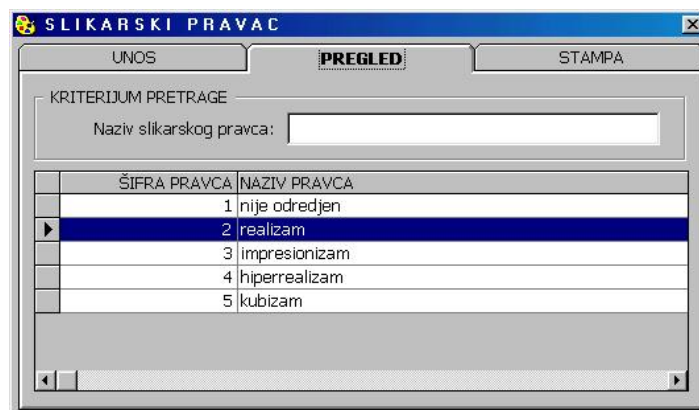 SLIKARSKI PRAVAC
UNOS PREGLED STAMPA
KRITERIJUM PRETRAGE
Naziv slikarskog pravca:
ŠIFRA PRAVCA NAZIV PRAVCA
1 nije odredjen
2 realizam
3 impresionizam
4 hiperrealizam
5 kubizam